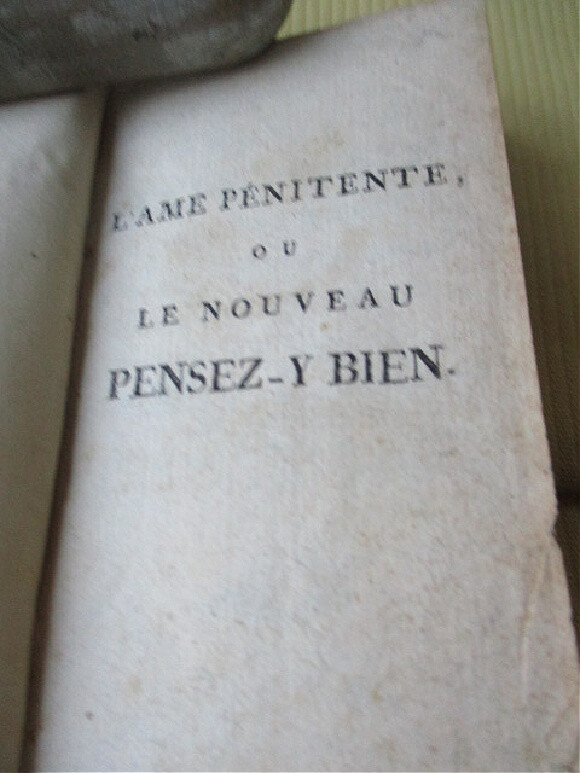 L'AME PÉNITENTE,
OU
LE NOUVEAU
PENSEZ-Y BIEN.